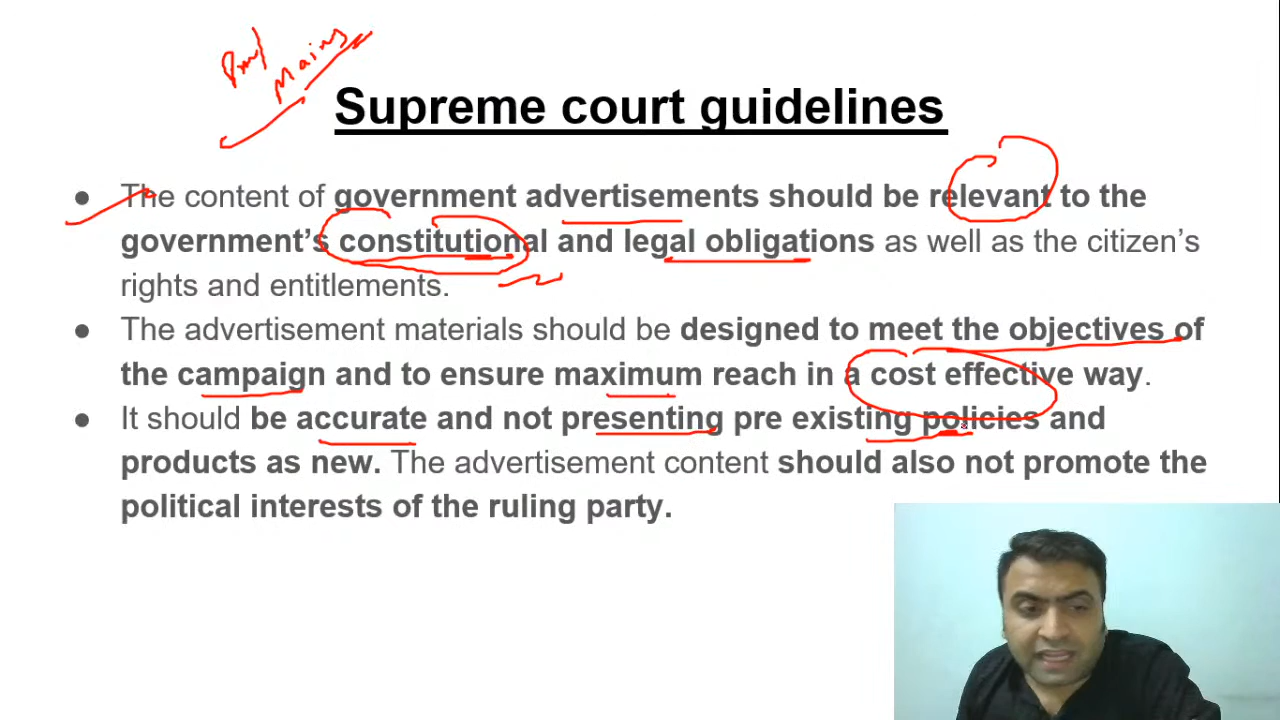 Mains
Supreme court guidelines
● The content of government advertisements should be relevant to the
government's constitutional and legal obligations as well as the citizen's
rights and entitlements.
● The advertisement materials should be designed to meet the objectives of
the campaign and to ensure maximum reach in a cost effective way.
● It should be accurate and not presenting pre existing policies and
products as new. The advertisement content should also not promote the
political interests of the ruling party.